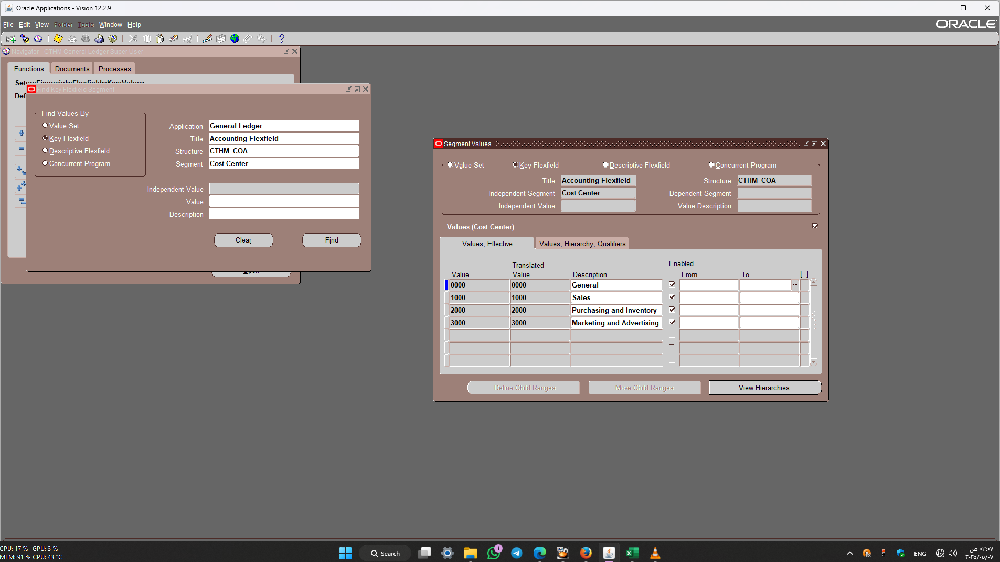 Oracle Applications - Vision 12.2.9
File Edit View Folder Tools Window Help
ORACLE
Navigator - CTHM General Ledger Super User
Functions Documents Processes
Setup:Financials:Flexfields:Key:Values
Def
Find Key Flexfield Segment
Find Values By
Value Set
Key Flexfield
Descriptive Flexfield
Concurrent Program
Application General Ledger
Title Accounting Flexfield
Structure CTHM_COA
Segment Cost Center
Independent Value
Value
Description
Clear Find
Open
Segment Values
Value Set Key Flexfield Descriptive Flexfield Concurrent Program
Title Accounting Flexfield Structure CTHM_COA
Independent Segment Cost Center Dependent Segment
Independent Value Value Description
Values (Cost Center)
Values, Effective Values, Hierarchy, Qualifiers
Translated Enabled
Value Value Description From To [ ]
0000 0000 General
1000 1000 Sales
2000 2000 Purchasing and Inventory
3000 3000 Marketing and Advertising
Define Child Ranges Move Child Ranges View Hierarchies
CPU: 17 % GPU: 3 %
MEM: 91 % CPU: 43 °C
Search
1
ENG
٠٣:٠٧ ص
٢٠٢٥/٠٥/٠٧